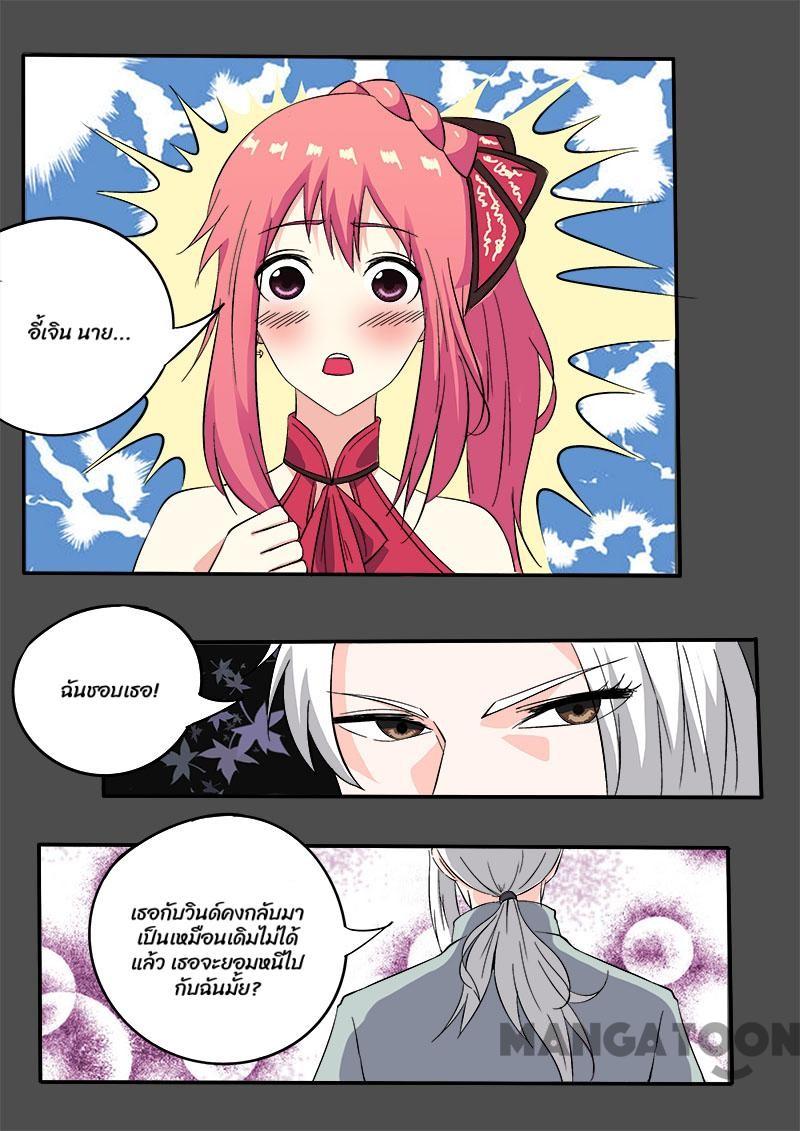 อี้เจิน นาย...
ฉันชอบเธอ!
เธอกับวินด์คงกลับมา
เป็นเหมือนเดิมไม่ได้
แล้ว เธอจะยอมหนีไป
กับฉันมั้ย?
MANGATOON